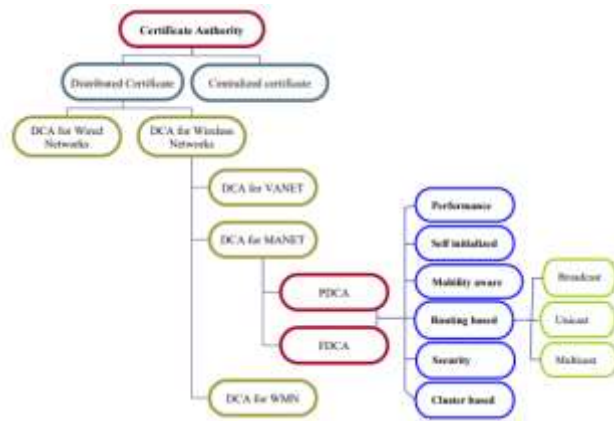 Certificate Authority
Distributed Certificate
Centralized certificate
DCA for Wired
Networks
DCA for Wireless
Networks
DCA for VANET
DCA for MANET
PDCA
FDCA
DCA for WMN
Performance
Self initialized
Mobility aware
Routing based
Security
Cluster based
Broadcast
Unicast
Multicast